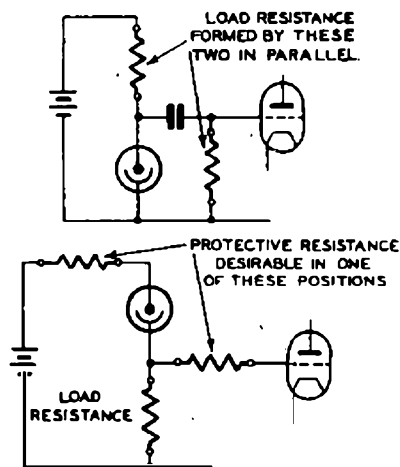 LOAD RESISTANCE
FORMED BY THESE
TWO IN PARALLEL.
PROTECTIVE RESISTANCE
DESIRABLE IN ONE
OF THESE POSITIONS
LOAD
RESISTANCE